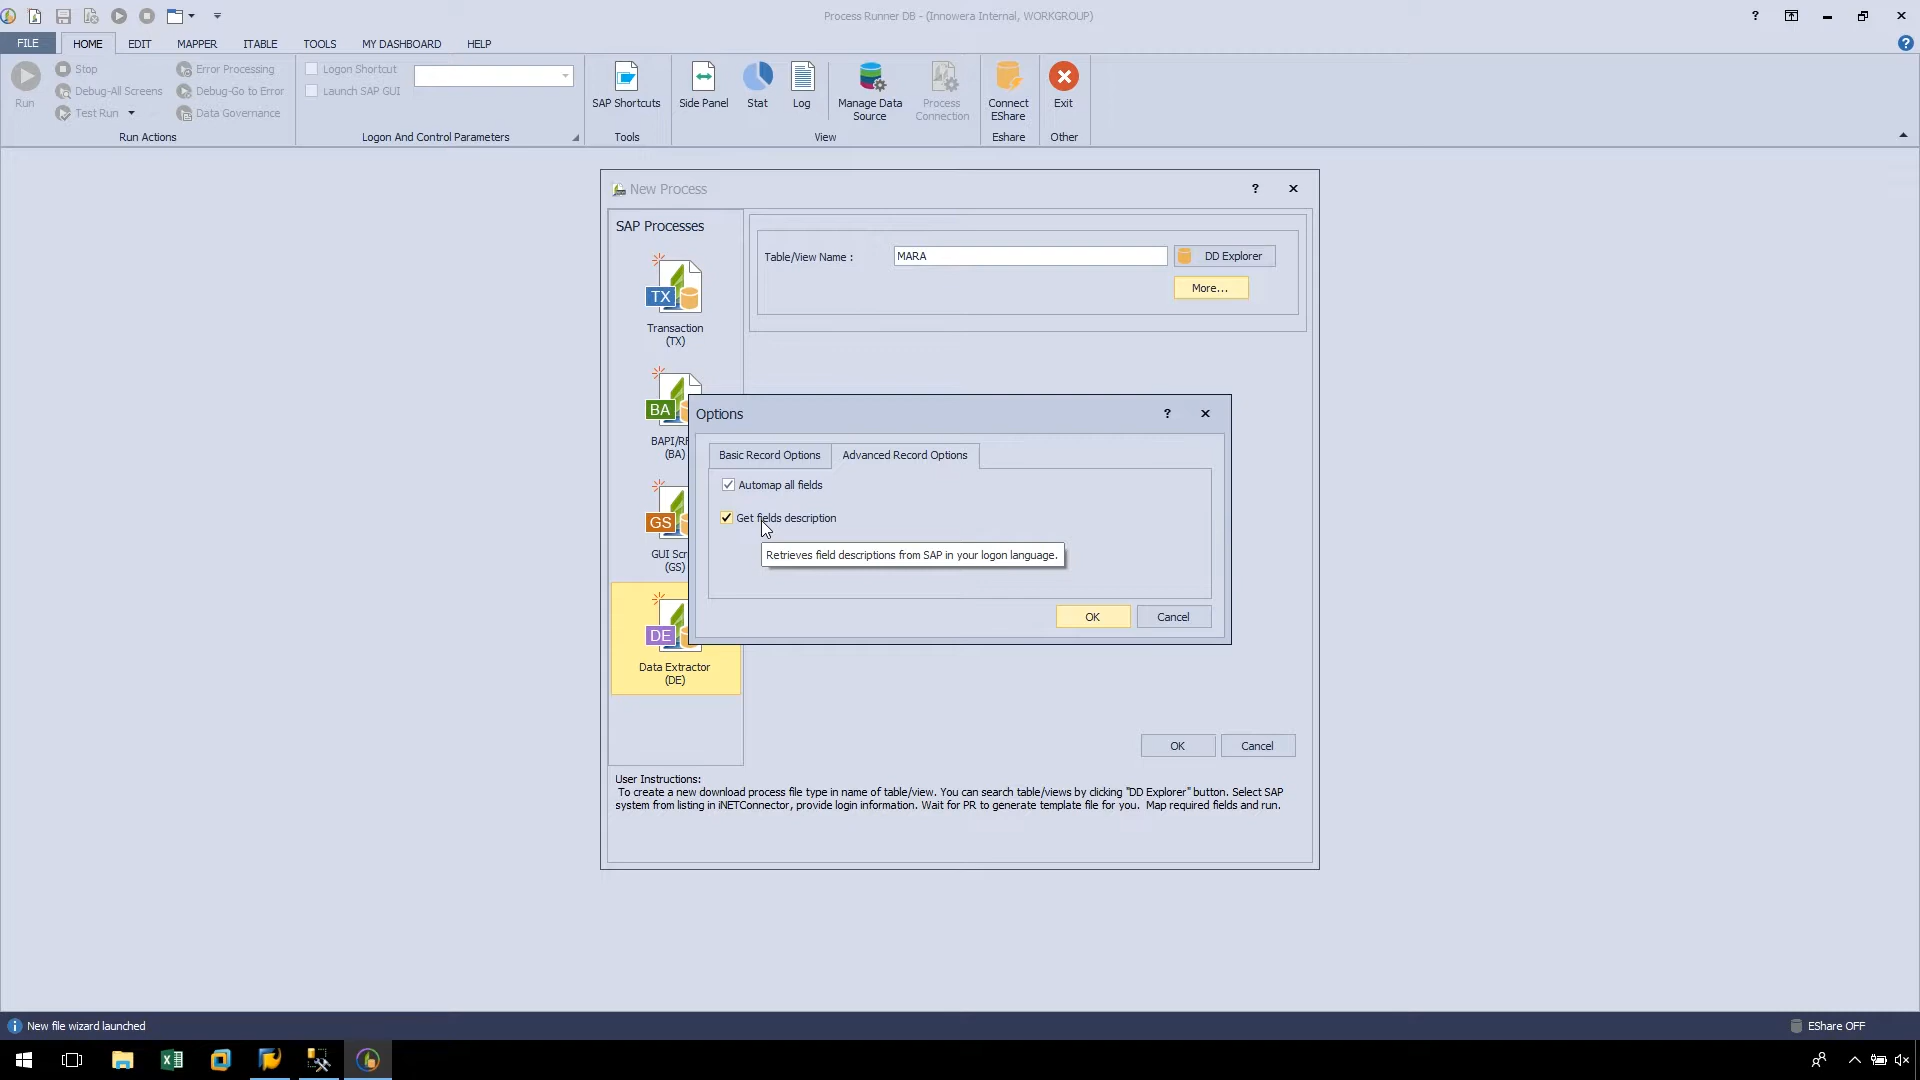 Process Runner DB - (Innowera Internal, WORKGROUP)
?
FILE HOME EDIT MAPPER ITABLE TOOLS MY DASHBOARD HELP
?
Run
Stop
Debug-All Screens
Test Run
Error Processing
Debug-Go to Error
Data Governance
Run Actions
Logon Shortcut
Launch SAP GUI
Logon And Control Parameters
SAP Shortcuts
Tools
Side Panel
Stat
Log
Manage Data
Source
Process
Connection
View
Connect
EShare
Eshare
Exit
Other
New Process
?
SAP Processes
TX
Transaction
(TX)
BA
BAPI/RF
(BA)
GS
GUI Scr
(GS)
DE
Data Extractor
(DE)
Table/View Name :
MARA
DD Explorer
More...
Options
?
Basic Record Options
Advanced Record Options
Automap all fields
Get fields description
Retrieves field descriptions from SAP in your logon language.
OK
Cancel
OK
Cancel
User Instructions:
To create a new download process file type in name of table/view. You can search table/views by clicking "DD Explorer" button. Select SAP
system from listing in iNETConnector, provide login information. Wait for PR to generate template file for you. Map required fields and run.
New file wizard launched
EShare OFF